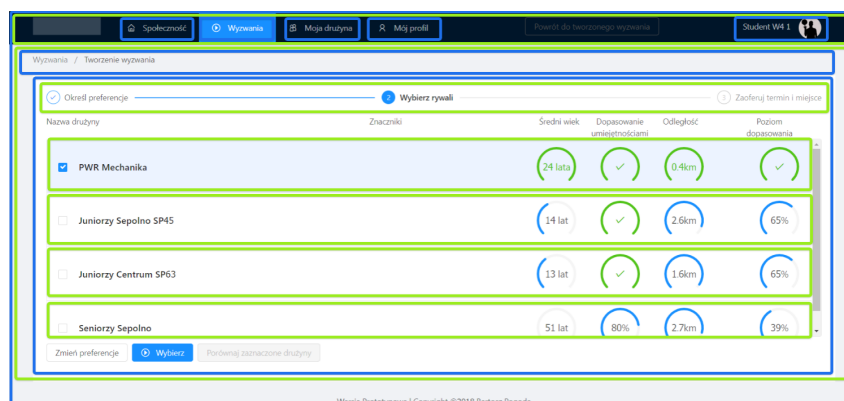 Społeczność Wyzwania Moja drużyna Mój profil Powrót do tworzonego wyzwania Student W4 1
Wyzwania / Tworzenie wyzwania
Określ preferencje 2 Wybierz rywali 3 Zaoferuj termin i miejsce
Nazwa drużyny Znaczniki Średni wiek Dopasowanie umiejętnościami Odległość Poziom dopasowania
PWR Mechanika 24 lata 0.4km
Juniorzy Sepolno SP45 14 lat 2.6km 65%
Juniorzy Centrum SP63 13 lat 1.6km 65%
Seniorzy Sepolno 51 lat 80% 2.7km 39%
Zmień preferencje Wybierz Porównaj zaznaczone drużyny
Copyright ©2018